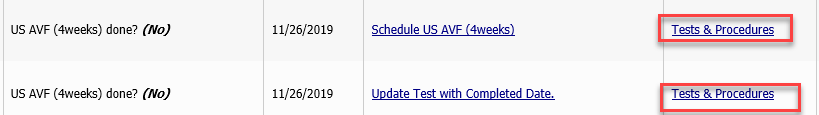 US AVF (4weeks) done? (No) 11/26/2019 Schedule US AVF (4weeks) Tests & Procedures
US AVF (4weeks) done? (No) 11/26/2019 Update Test with Completed Date. Tests & Procedures